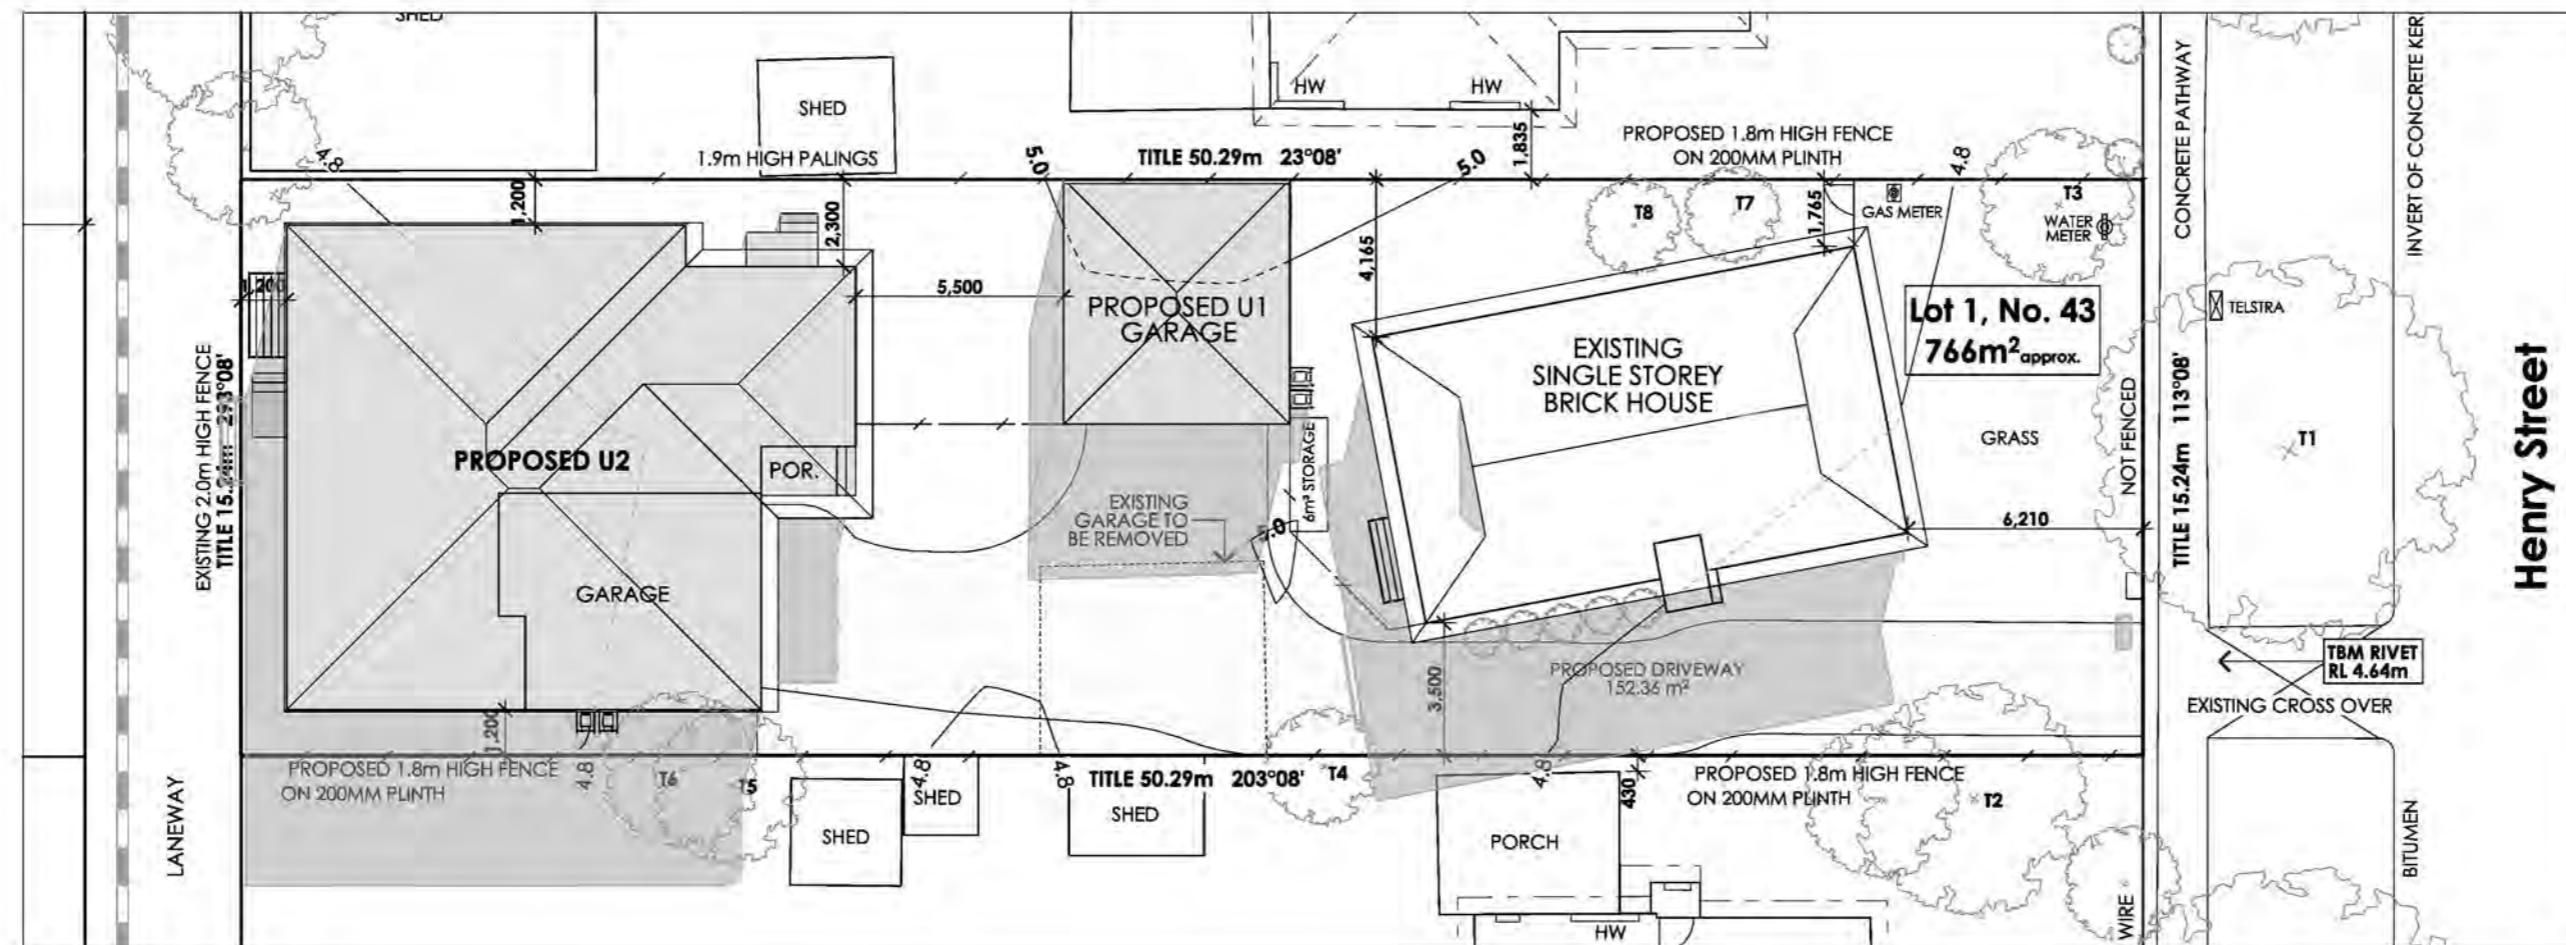 SHED
SHED
HW
HW
1.9m HIGH PALINGS
TITLE 50.29m 23°08'
1,835
PROPOSED 1.8m HIGH FENCE
ON 200MM PLINTH
CONCRETE PATHWAY
INVERT OF CONCRETE KER
4.8
5.0
5.0
4.8
1,200
2,300
4,165
1,765
T8
T7
GAS METER
T3
WATER
METER
1,200
5,500
PROPOSED U1
GARAGE
EXISTING
SINGLE STOREY
BRICK HOUSE
Lot 1, No. 43
766m² approx.
TELSTRA
EXISTING 2.0m HIGH FENCE
TITLE 15.24m 293°08'
PROPOSED U2
POR.
EXISTING
GARAGE TO
BE REMOVED
6m³ STORAGE
GRASS
NOT FENCED
TITLE 15.24m 113°08'
T1
Henry Street
6,210
GARAGE
PROPOSED DRIVEWAY
152.36 m²
3,500
TBM RIVET
RL 4.64m
EXISTING CROSS OVER
1,200
LANEWAY
PROPOSED 1.8m HIGH FENCE
ON 200MM PLINTH
4.8
T6
T5
SHED
4.8
SHED
4.8
TITLE 50.29m 203°08'
T4
SHED
4.8
430
PROPOSED 1.8m HIGH FENCE
ON 200MM PLINTH
T2
PORCH
HW
WIRE
BITUMEN